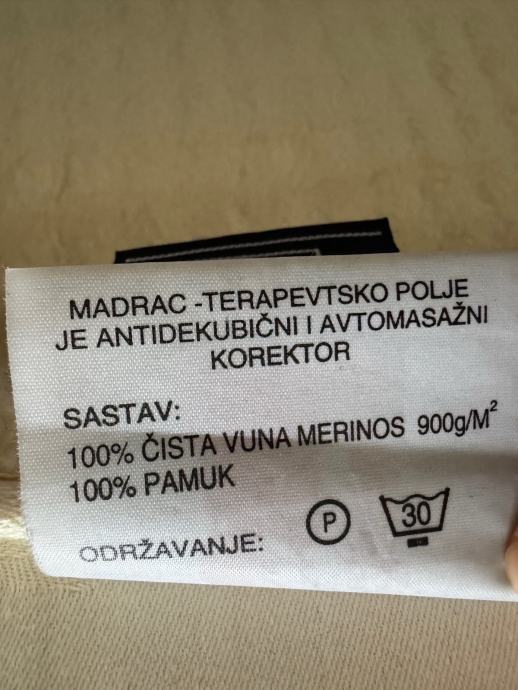 MADRAC -TERAPEVTSKO POLJE
JE ANTIDEKUBIČNI I AVTOMASAŽNI
KOREKTOR
SASTAV:
100% ČISTA VUNA MERINOS 900g/M²
100% PAMUK
ODRŽAVANJE: P 30